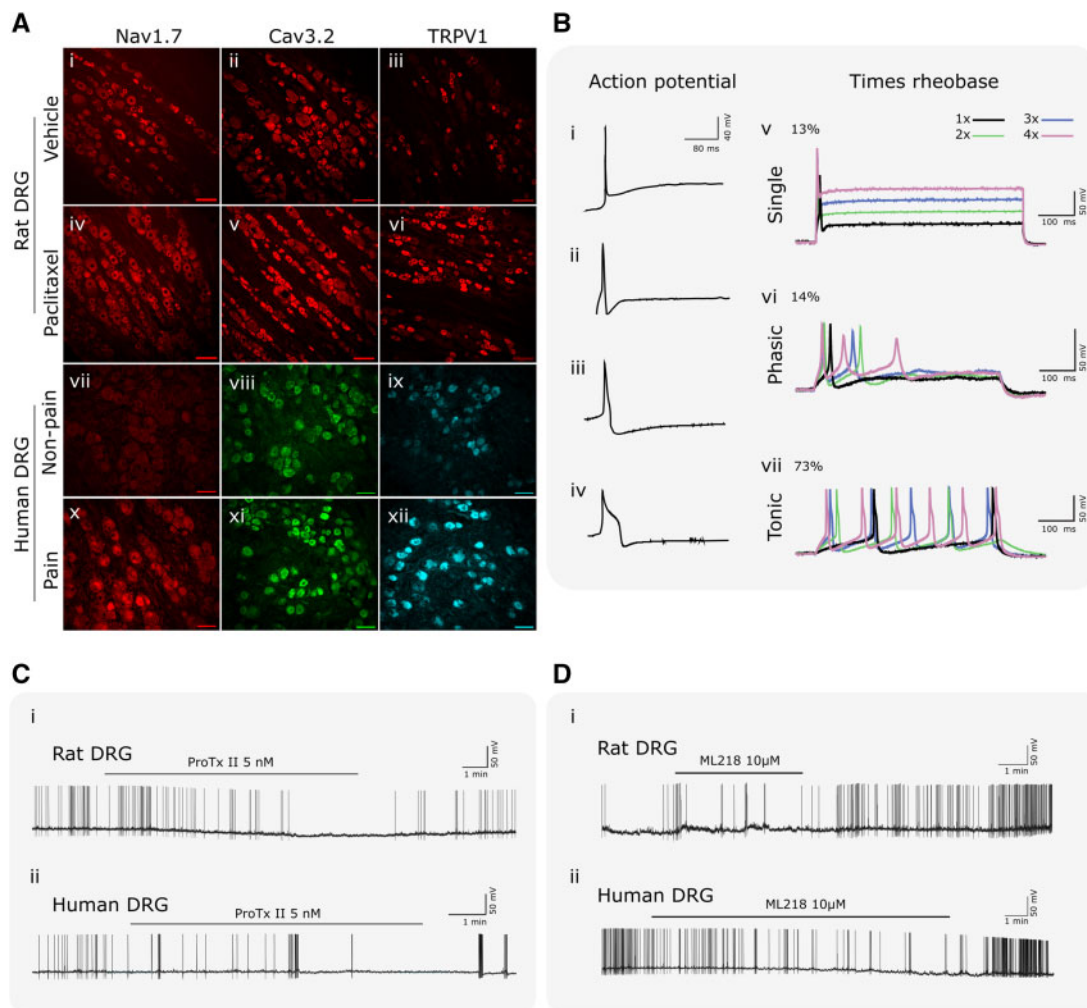 A
Nav1.7 Cav3.2 TRPV1
Rat DRG
Vehicle
i ii iii
Paclitaxel
iv v vi
Human DRG
Non-pain
vii viii ix
Pain
x xi xii
B
Action potential
i
40 mV
80 ms
ii
iii
iv
Times rheobase
1x 3x
2x 4x
v 13%
Single
50 mV
100 ms
vi 14%
Phasic
50 mV
100 ms
vii 73%
Tonic
50 mV
100 ms
C
i
Rat DRG
ProTx II 5 nM
50 mV
1 min
ii
Human DRG
ProTx II 5 nM
50 mV
1 min
D
i
Rat DRG
ML218 10µM
50 mV
1 min
ii
Human DRG
ML218 10µM
50 mV
1 min